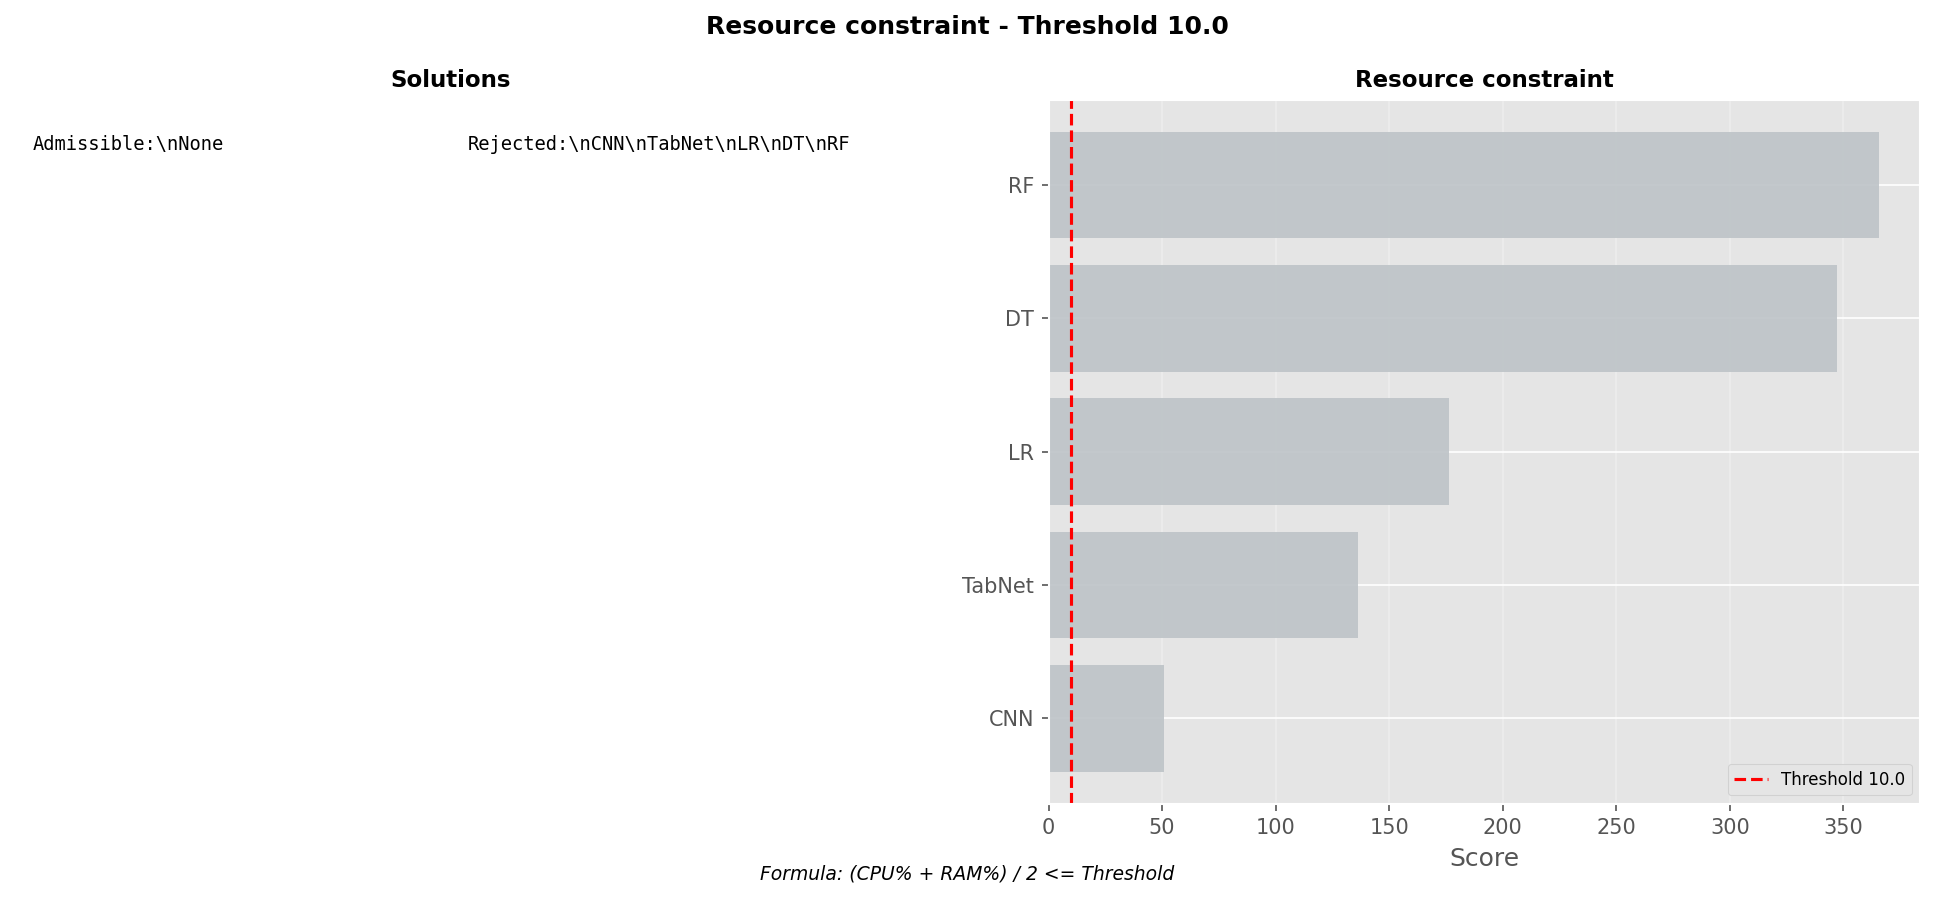 Resource constraint - Threshold 10.0
Solutions
Admissible:\nNone
Rejected:\nCNN\nTabNet\nLR\nDT\nRF
Resource constraint
RF
DT
LR
TabNet
CNN
Threshold 10.0
0 50 100 150 200 250 300 350
Score
Formula: (CPU% + RAM%) / 2 <= Threshold